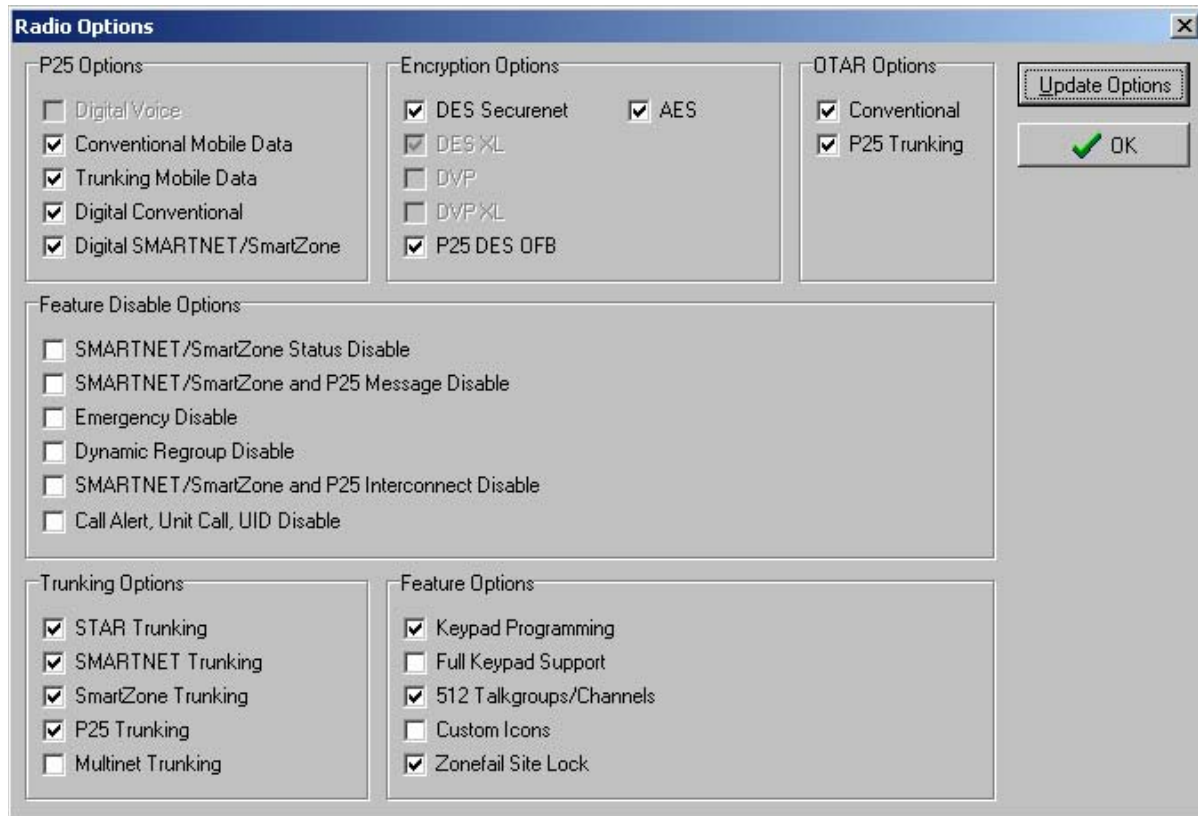 Radio Options
P25 Options
Digital Voice
Conventional Mobile Data
Trunking Mobile Data
Digital Conventional
Digital SMARTNET/SmartZone
Encryption Options
DES Securenet
AES
DES XL
DVP
DVP XL
P25 DES OFB
OTAR Options
Conventional
P25 Trunking
Update Options
OK
Feature Disable Options
SMARTNET/SmartZone Status Disable
SMARTNET/SmartZone and P25 Message Disable
Emergency Disable
Dynamic Regroup Disable
SMARTNET/SmartZone and P25 Interconnect Disable
Call Alert, Unit Call, UID Disable
Trunking Options
STAR Trunking
SMARTNET Trunking
SmartZone Trunking
P25 Trunking
Multinet Trunking
Feature Options
Keypad Programming
Full Keypad Support
512 Talkgroups/Channels
Custom Icons
Zonefail Site Lock